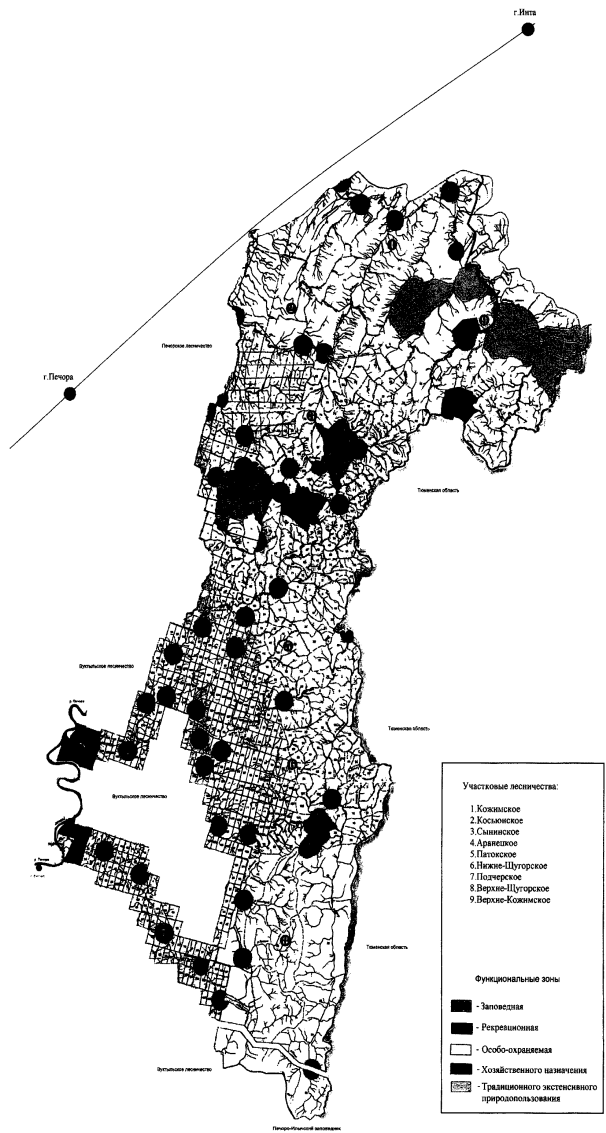 г.Инта
Печорское лесничество
г.Печора
Тюменская область
Вуктыльское лесничество
р. Печора
Тюменская область
Вуктыльское лесничество
Участковые лесничества:
1.Кожимское
2.Косьюнское
3.Сынинское
4.Аранецкое
5.Патокское
6.Нижне-Щугорское
7.Подчерское
8.Верхне-Щугорское
9.Верхне-Кожимское
Тюменская область
Функциональные зоны
- Заповедная
- Рекреационная
- Особо-охраняемая
- Хозяйственного назначения
- Традиционного экстенсивного
природопользования
Вуктыльское лесничество
Печоро-Илычский заповедник